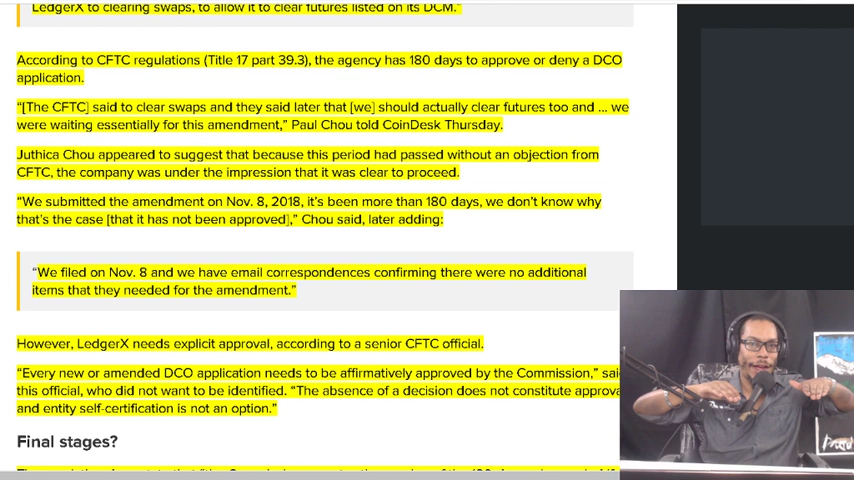 LedgerX to clearing swaps, to allow it to clear futures listed on its DCM.”
According to CFTC regulations (Title 17 part 39.3), the agency has 180 days to approve or deny a DCO
application.
“[The CFTC] said to clear swaps and they said later that [we] should actually clear futures too and ... we
were waiting essentially for this amendment,” Paul Chou told CoinDesk Thursday.
Juthica Chou appeared to suggest that because this period had passed without an objection from
CFTC, the company was under the impression that it was clear to proceed.
“We submitted the amendment on Nov. 8, 2018, it’s been more than 180 days, we don’t know why
that’s the case [that it has not been approved],” Chou said, later adding:
“We filed on Nov. 8 and we have email correspondences confirming there were no additional
items that they needed for the amendment.”
However, LedgerX needs explicit approval, according to a senior CFTC official.
“Every new or amended DCO application needs to be affirmatively approved by the Commission,” sai
this official, who did not want to be identified. “The absence of a decision does not constitute approva
and entity self-certification is not an option.”
Final stages?